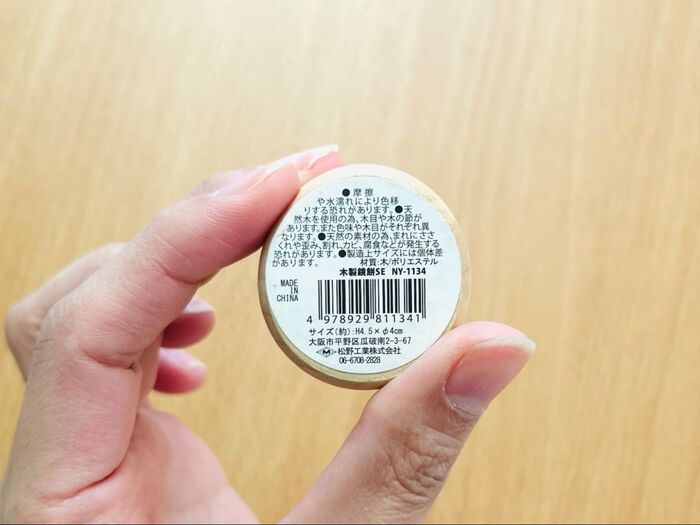 ●摩擦
や水濡れにより色移
りする恐れがあります。●天
然木を使用の為、木目や木の節が
あります。また色味や木目がそれぞれ異
なります。●天然の素材の為、まれにささ
くれや歪み、割れ、カビ、腐食などが発生する
恐れがあります。●製造上サイズには個体差
があります。 材質:木/ポリエステル
木製鏡餅SE NY-1134
MADE
IN
CHINA
4 978929 811341
サイズ(約):H4.5×φ4cm
大阪市平野区瓜破南2-3-67
M 松野工業株式会社
06-6708-2828